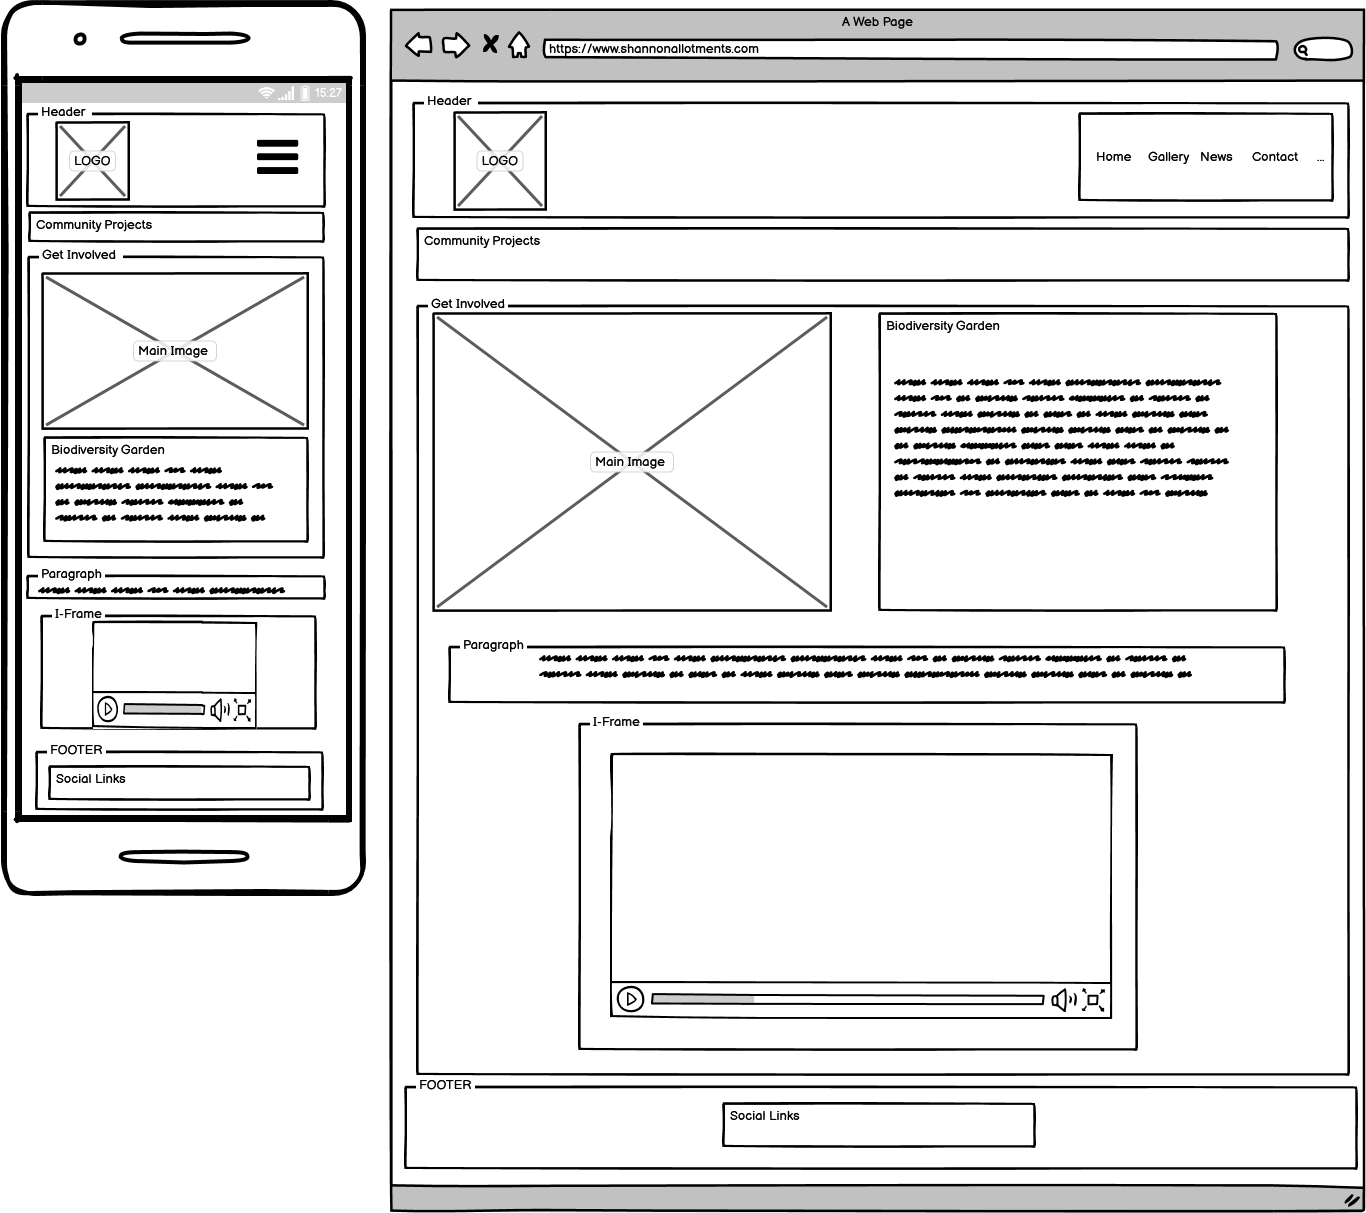 15:27
Header
LOGO
Community Projects
Get Involved
Main Image
Biodiversity Garden
Paragraph
I-Frame
FOOTER
Social Links
A Web Page
https://www.shannonallotments.com
Header
LOGO
Home Gallery News Contact ...
Community Projects
Get Involved
Main Image
Biodiversity Garden
Paragraph
I-Frame
FOOTER
Social Links